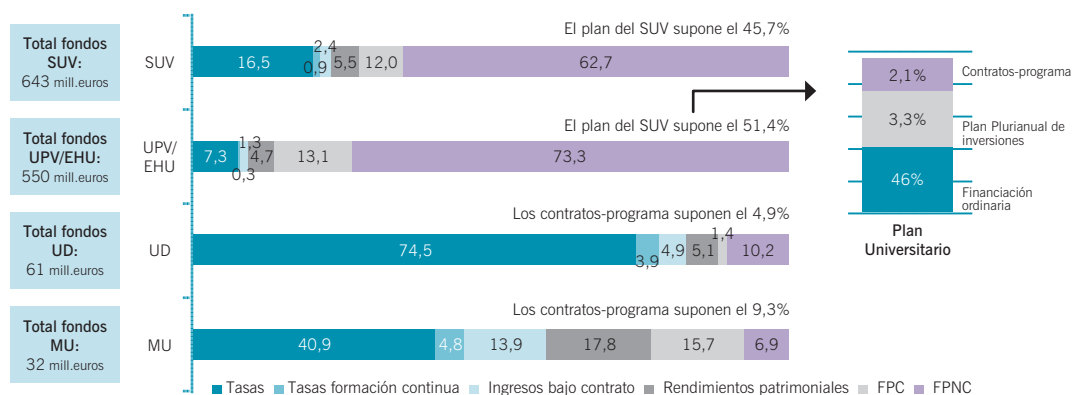 El plan del SUV supone el 45,7%
Total fondos
SUV:
643 mill.euros
SUV
16,5
0,9
2,4
5,5
12,0
62,7
El plan del SUV supone el 51,4%
Total fondos
UPV/EHU:
550 mill.euros
UPV/
EHU
7,3
0,3
1,3
4,7
13,1
73,3
Los contratos-programa suponen el 4,9%
Total fondos
UD:
61 mill.euros
UD
74,5
3,9
4,9
5,1
1,4
10,2
Los contratos-programa suponen el 9,3%
Total fondos
MU:
32 mill.euros
MU
40,9
4,8
13,9
17,8
15,7
6,9
Tasas Tasas formación continua Ingresos bajo contrato Rendimientos patrimoniales FPC FPNC
2,1%
Contratos-programa
3,3%
Plan Plurianual de
inversiones
46%
Financiación
ordinaria
Plan
Universitario